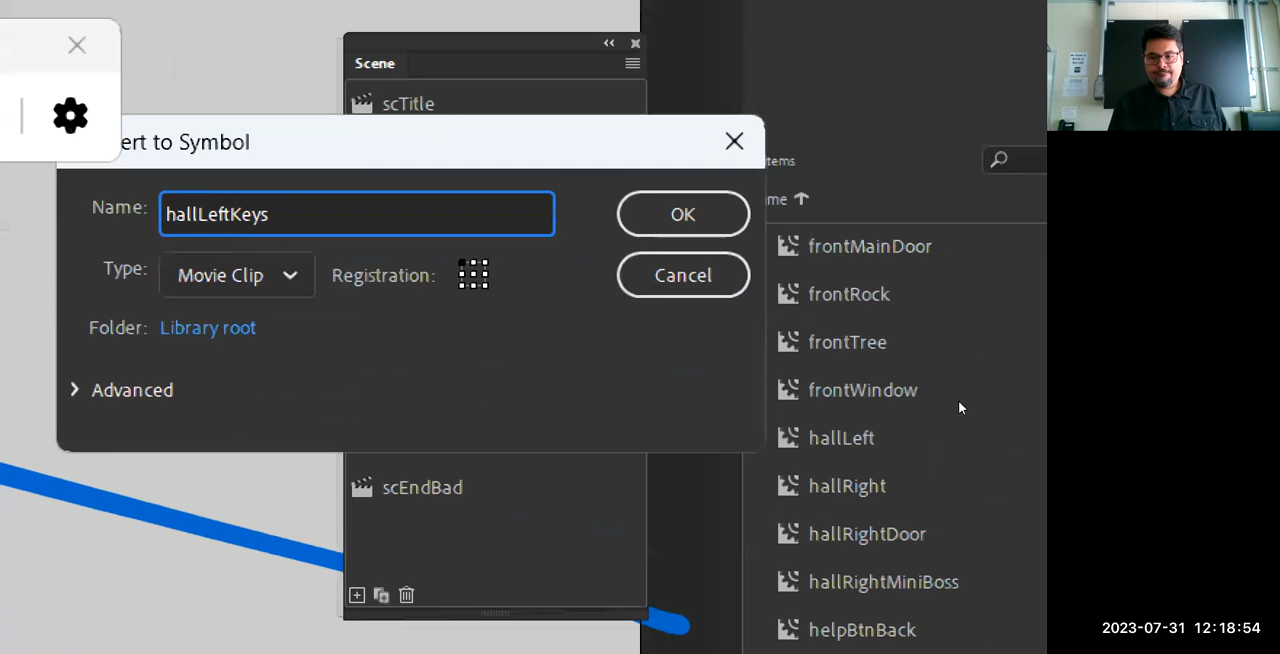 Scene
scTitle
ert to Symbol
Name: hallLeftKeys
OK
Type: Movie Clip
Registration:
Cancel
Folder: Library root
Advanced
scEndBad
tems
me
frontMainDoor
frontRock
frontTree
frontWindow
hallLeft
hallRight
hallRightDoor
hallRightMiniBoss
helpBtnBack
2023-07-31 12:18:54